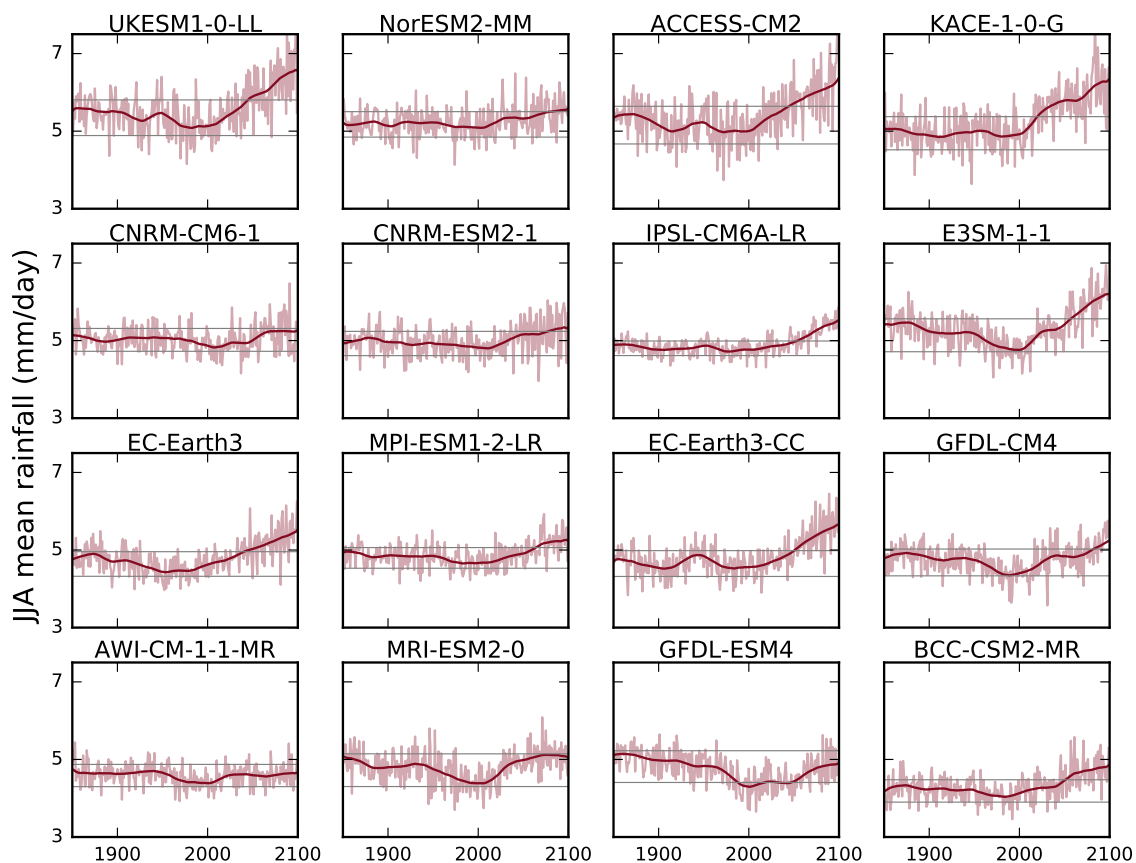 UKESM1-0-LL NorESM2-MM ACCESS-CM2 KACE-1-0-G
7
5
3
CNRM-CM6-1 CNRM-ESM2-1 IPSL-CM6A-LR E3SM-1-1
7
5
3
JJA mean rainfall (mm/day)
EC-Earth3 MPI-ESM1-2-LR EC-Earth3-CC GFDL-CM4
7
5
3
AWI-CM-1-1-MR MRI-ESM2-0 GFDL-ESM4 BCC-CSM2-MR
7
5
3
1900 2000 2100 1900 2000 2100 1900 2000 2100 1900 2000 2100